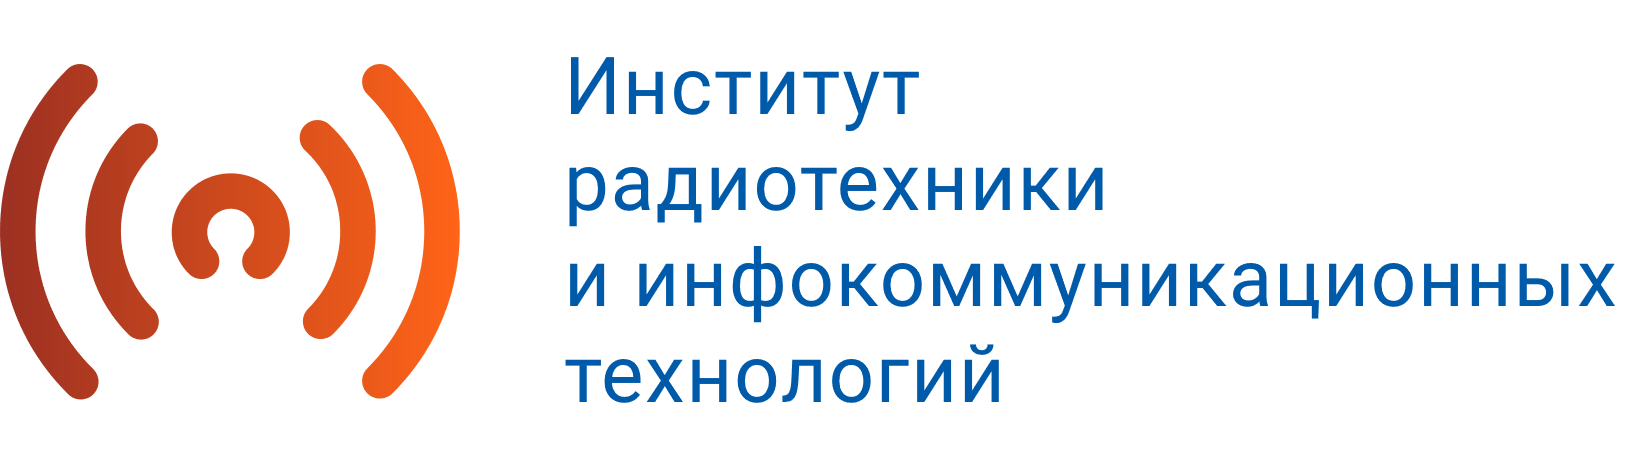 Институт
радиотехники
и инфокоммуникационных
технологий